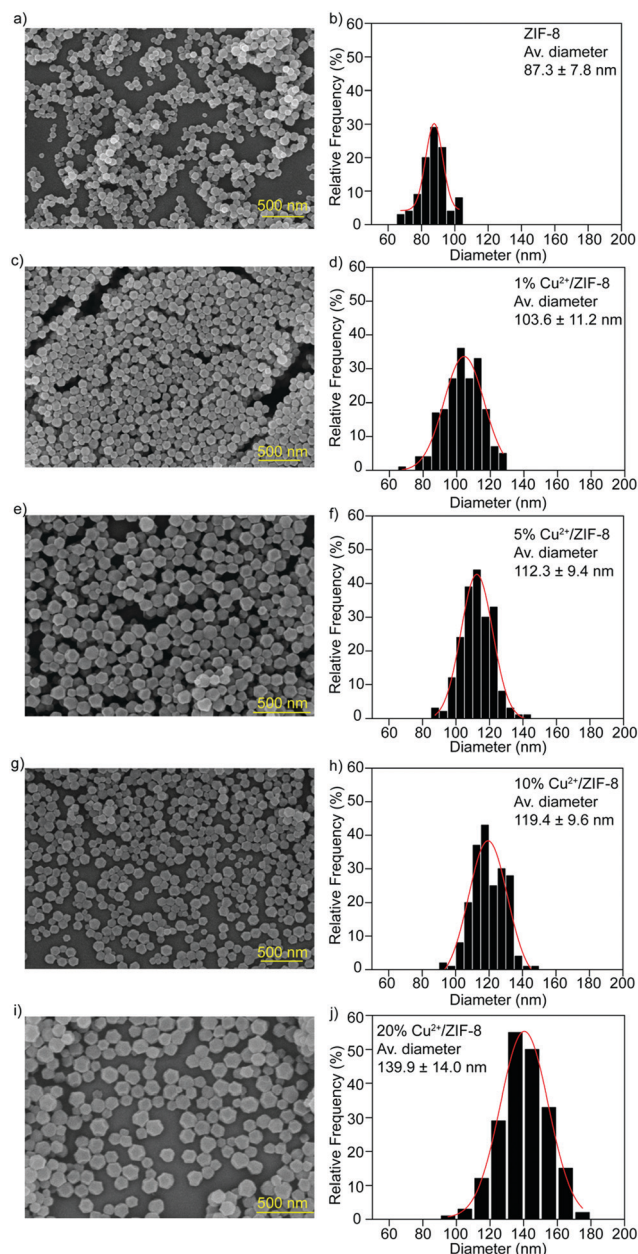 a)
500 nm
b)
Relative Frequency (%)
60
50
40
30
20
10
0
ZIF-8
Av. diameter
87.3 ± 7.8 nm
60 80 100 120 140 160 180 200
Diameter (nm)
c)
500 nm
d)
Relative Frequency (%)
60
50
40
30
20
10
0
1% Cu²⁺/ZIF-8
Av. diameter
103.6 ± 11.2 nm
60 80 100 120 140 160 180 200
Diameter (nm)
e)
500 nm
f)
Relative Frequency (%)
60
50
40
30
20
10
0
5% Cu²⁺/ZIF-8
Av. diameter
112.3 ± 9.4 nm
60 80 100 120 140 160 180 200
Diameter (nm)
g)
500 nm
h)
Relative Frequency (%)
60
50
40
30
20
10
0
10% Cu²⁺/ZIF-8
Av. diameter
119.4 ± 9.6 nm
60 80 100 120 140 160 180 200
Diameter (nm)
i)
500 nm
j)
Relative Frequency (%)
60
50
40
30
20
10
0
20% Cu²⁺/ZIF-8
Av. diameter
139.9 ± 14.0 nm
60 80 100 120 140 160 180 200
Diameter (nm)